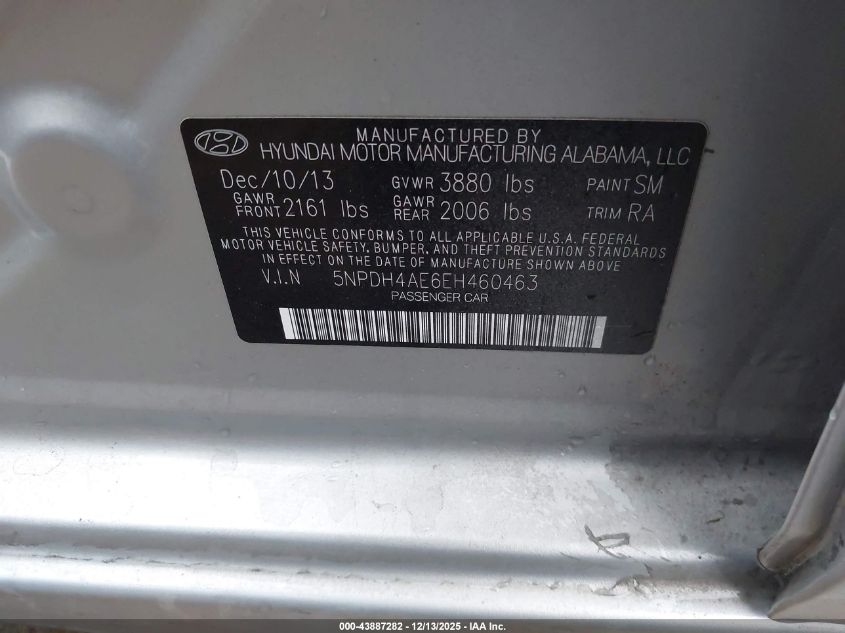 MANUFACTURED BY
HYUNDAI MOTOR MANUFACTURING ALABAMA, LLC
Dec/10/13 GVWR 3880 lbs PAINT SM
GAWR FRONT 2161 lbs GAWR REAR 2006 lbs TRIM RA
THIS VEHICLE CONFORMS TO ALL APPLICABLE U.S.A. FEDERAL
MOTOR VEHICLE SAFETY, BUMPER, AND THEFT PREVENTION STANDARDS
IN EFFECT ON THE DATE OF MANUFACTURE SHOWN ABOVE
V.I.N 5NPDH4AE6EH460463
PASSENGER CAR
000-43887282 - 12/13/2025 - IAA Inc.